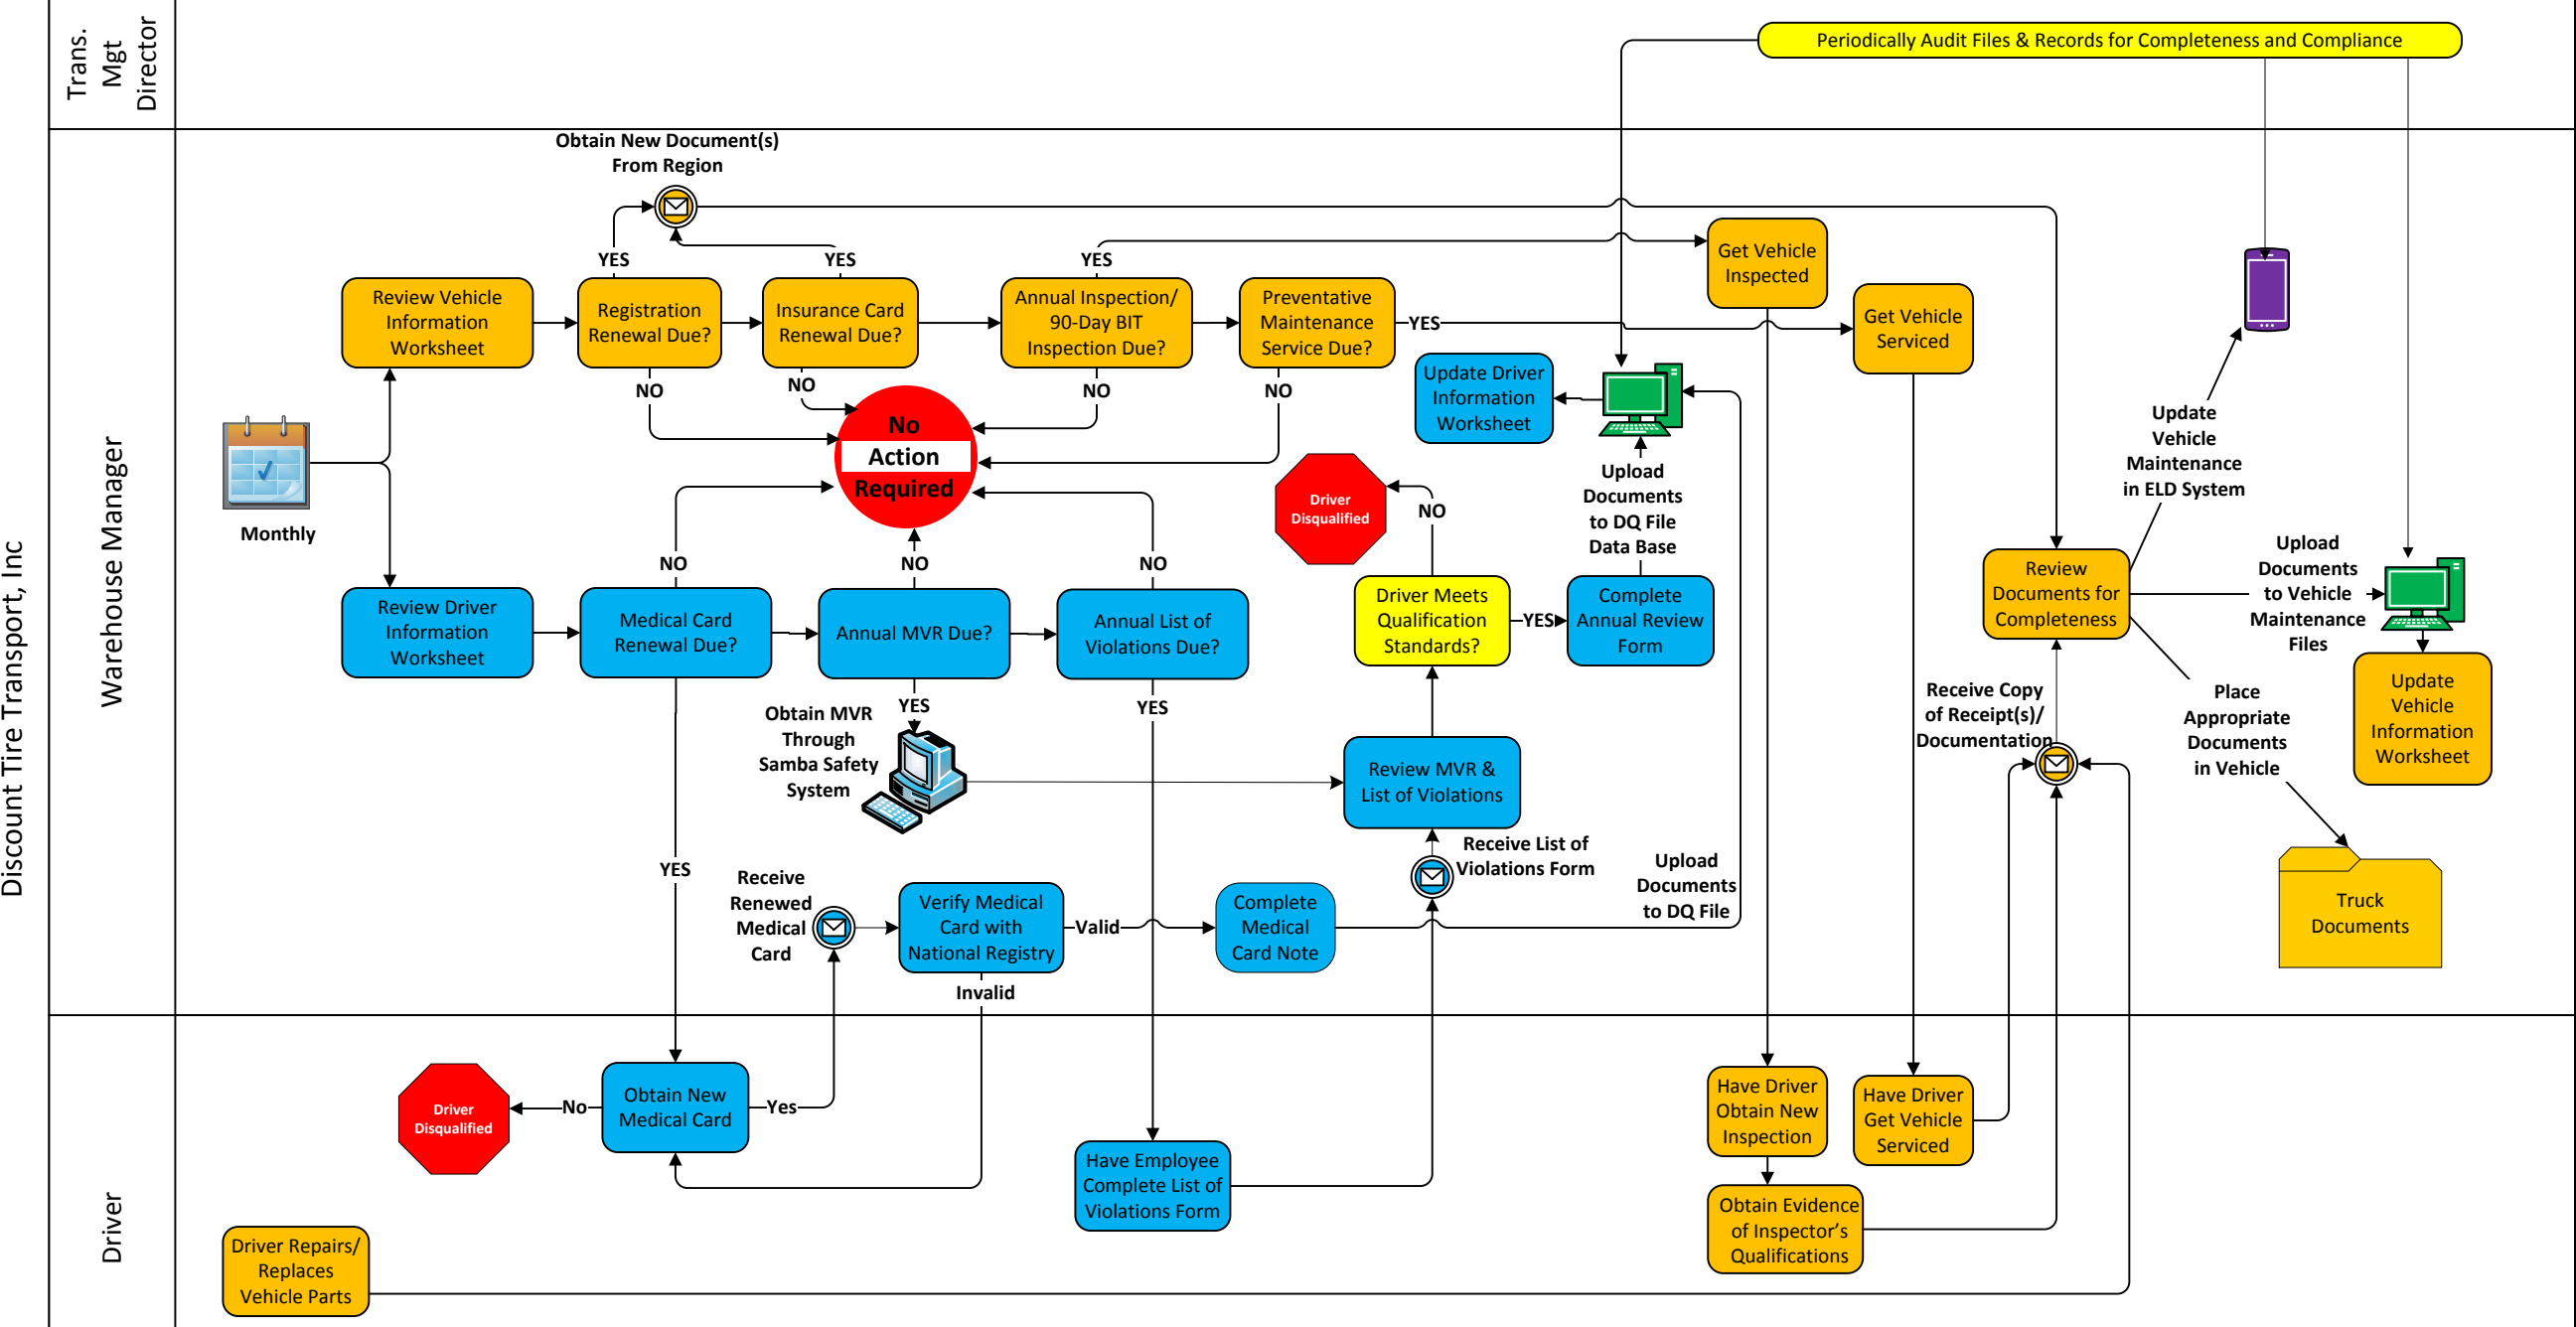 Discount Tire Transport, Inc
Trans.
Mgt
Director
Warehouse Manager
Driver
Periodically Audit Files & Records for Completeness and Compliance
Obtain New Document(s)
From Region
YES
YES
YES
Review Vehicle
Information
Worksheet
Registration
Renewal Due?
Insurance Card
Renewal Due?
Annual Inspection/
90-Day BIT
Inspection Due?
Preventative
Maintenance
Service Due?
YES
Get Vehicle
Inspected
Get Vehicle
Serviced
NO
NO
NO
NO
No
Action
Required
Monthly
Update Driver
Information
Worksheet
Upload
Documents
to DQ File
Data Base
Driver
Disqualified
NO
Update
Vehicle
Maintenance
in ELD System
Upload
Documents
to Vehicle
Maintenance
Files
NO
NO
NO
Review Driver
Information
Worksheet
Medical Card
Renewal Due?
Annual MVR Due?
Annual List of
Violations Due?
Driver Meets
Qualification
Standards?
YES
Complete
Annual Review
Form
Review
Documents for
Completeness
Update
Vehicle
Information
Worksheet
YES
YES
YES
Obtain MVR
Through
Samba Safety
System
Review MVR &
List of Violations
Receive List of
Violations Form
Receive Copy
of Receipt(s)/
Documentation
Place
Appropriate
Documents
in Vehicle
Truck
Documents
Receive
Renewed
Medical
Card
Verify Medical
Card with
National Registry
Valid
Invalid
Complete
Medical
Card Note
Upload
Documents
to DQ File
Driver
Disqualified
No
Obtain New
Medical Card
Yes
Have Employee
Complete List of
Violations Form
Have Driver
Obtain New
Inspection
Have Driver
Get Vehicle
Serviced
Obtain Evidence
of Inspector's
Qualifications
Driver Repairs/
Replaces
Vehicle Parts